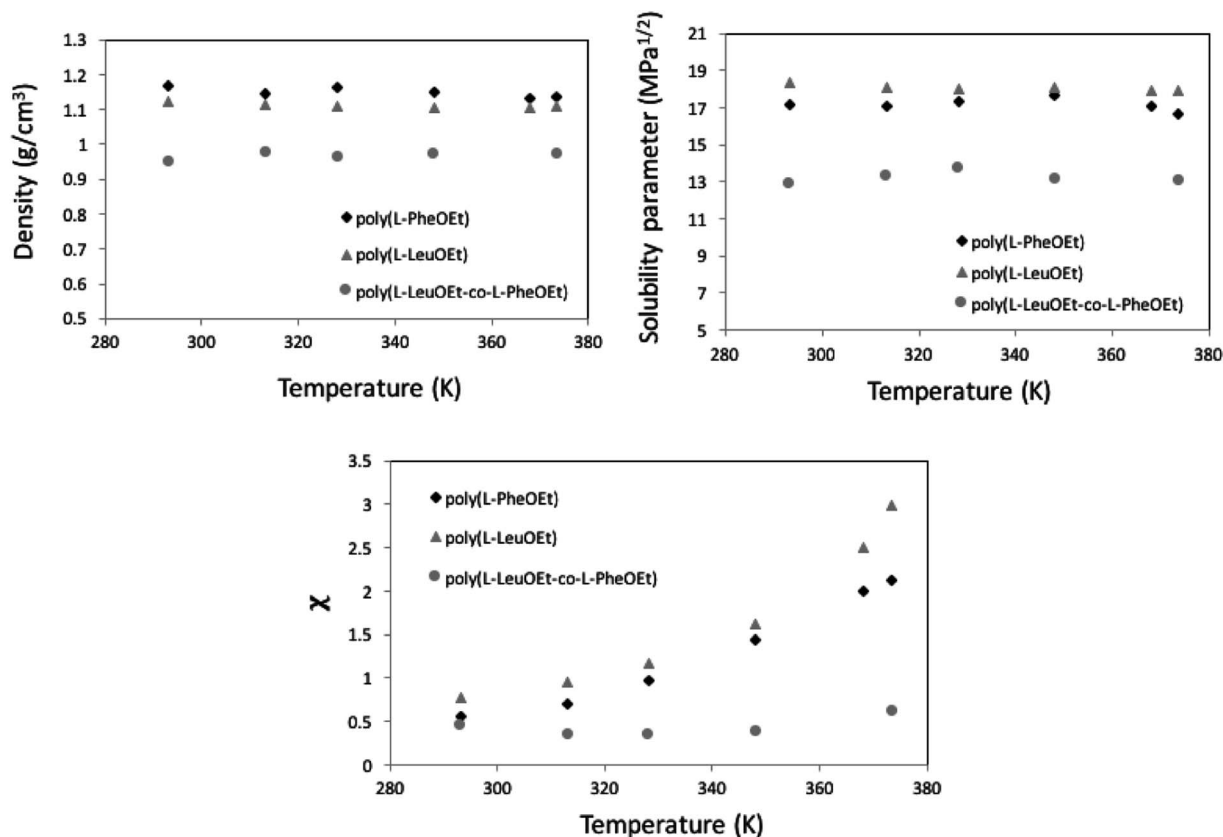 Density (g/cm³)
1.3
1.2
1.1
1
0.9
0.8
0.7
0.6
0.5
poly(L-PheOEt)
poly(L-LeuOEt)
poly(L-LeuOEt-co-L-PheOEt)
280 300 320 340 360 380
Temperature (K)
Solubility parameter (MPa^1/2)
21
19
17
15
13
11
9
7
5
poly(L-PheOEt)
poly(L-LeuOEt)
poly(L-LeuOEt-co-L-PheOEt)
280 300 320 340 360 380
Temperature (K)
χ
3.5
3
2.5
2
1.5
1
0.5
0
poly(L-PheOEt)
poly(L-LeuOEt)
poly(L-LeuOEt-co-L-PheOEt)
280 300 320 340 360 380
Temperature (K)